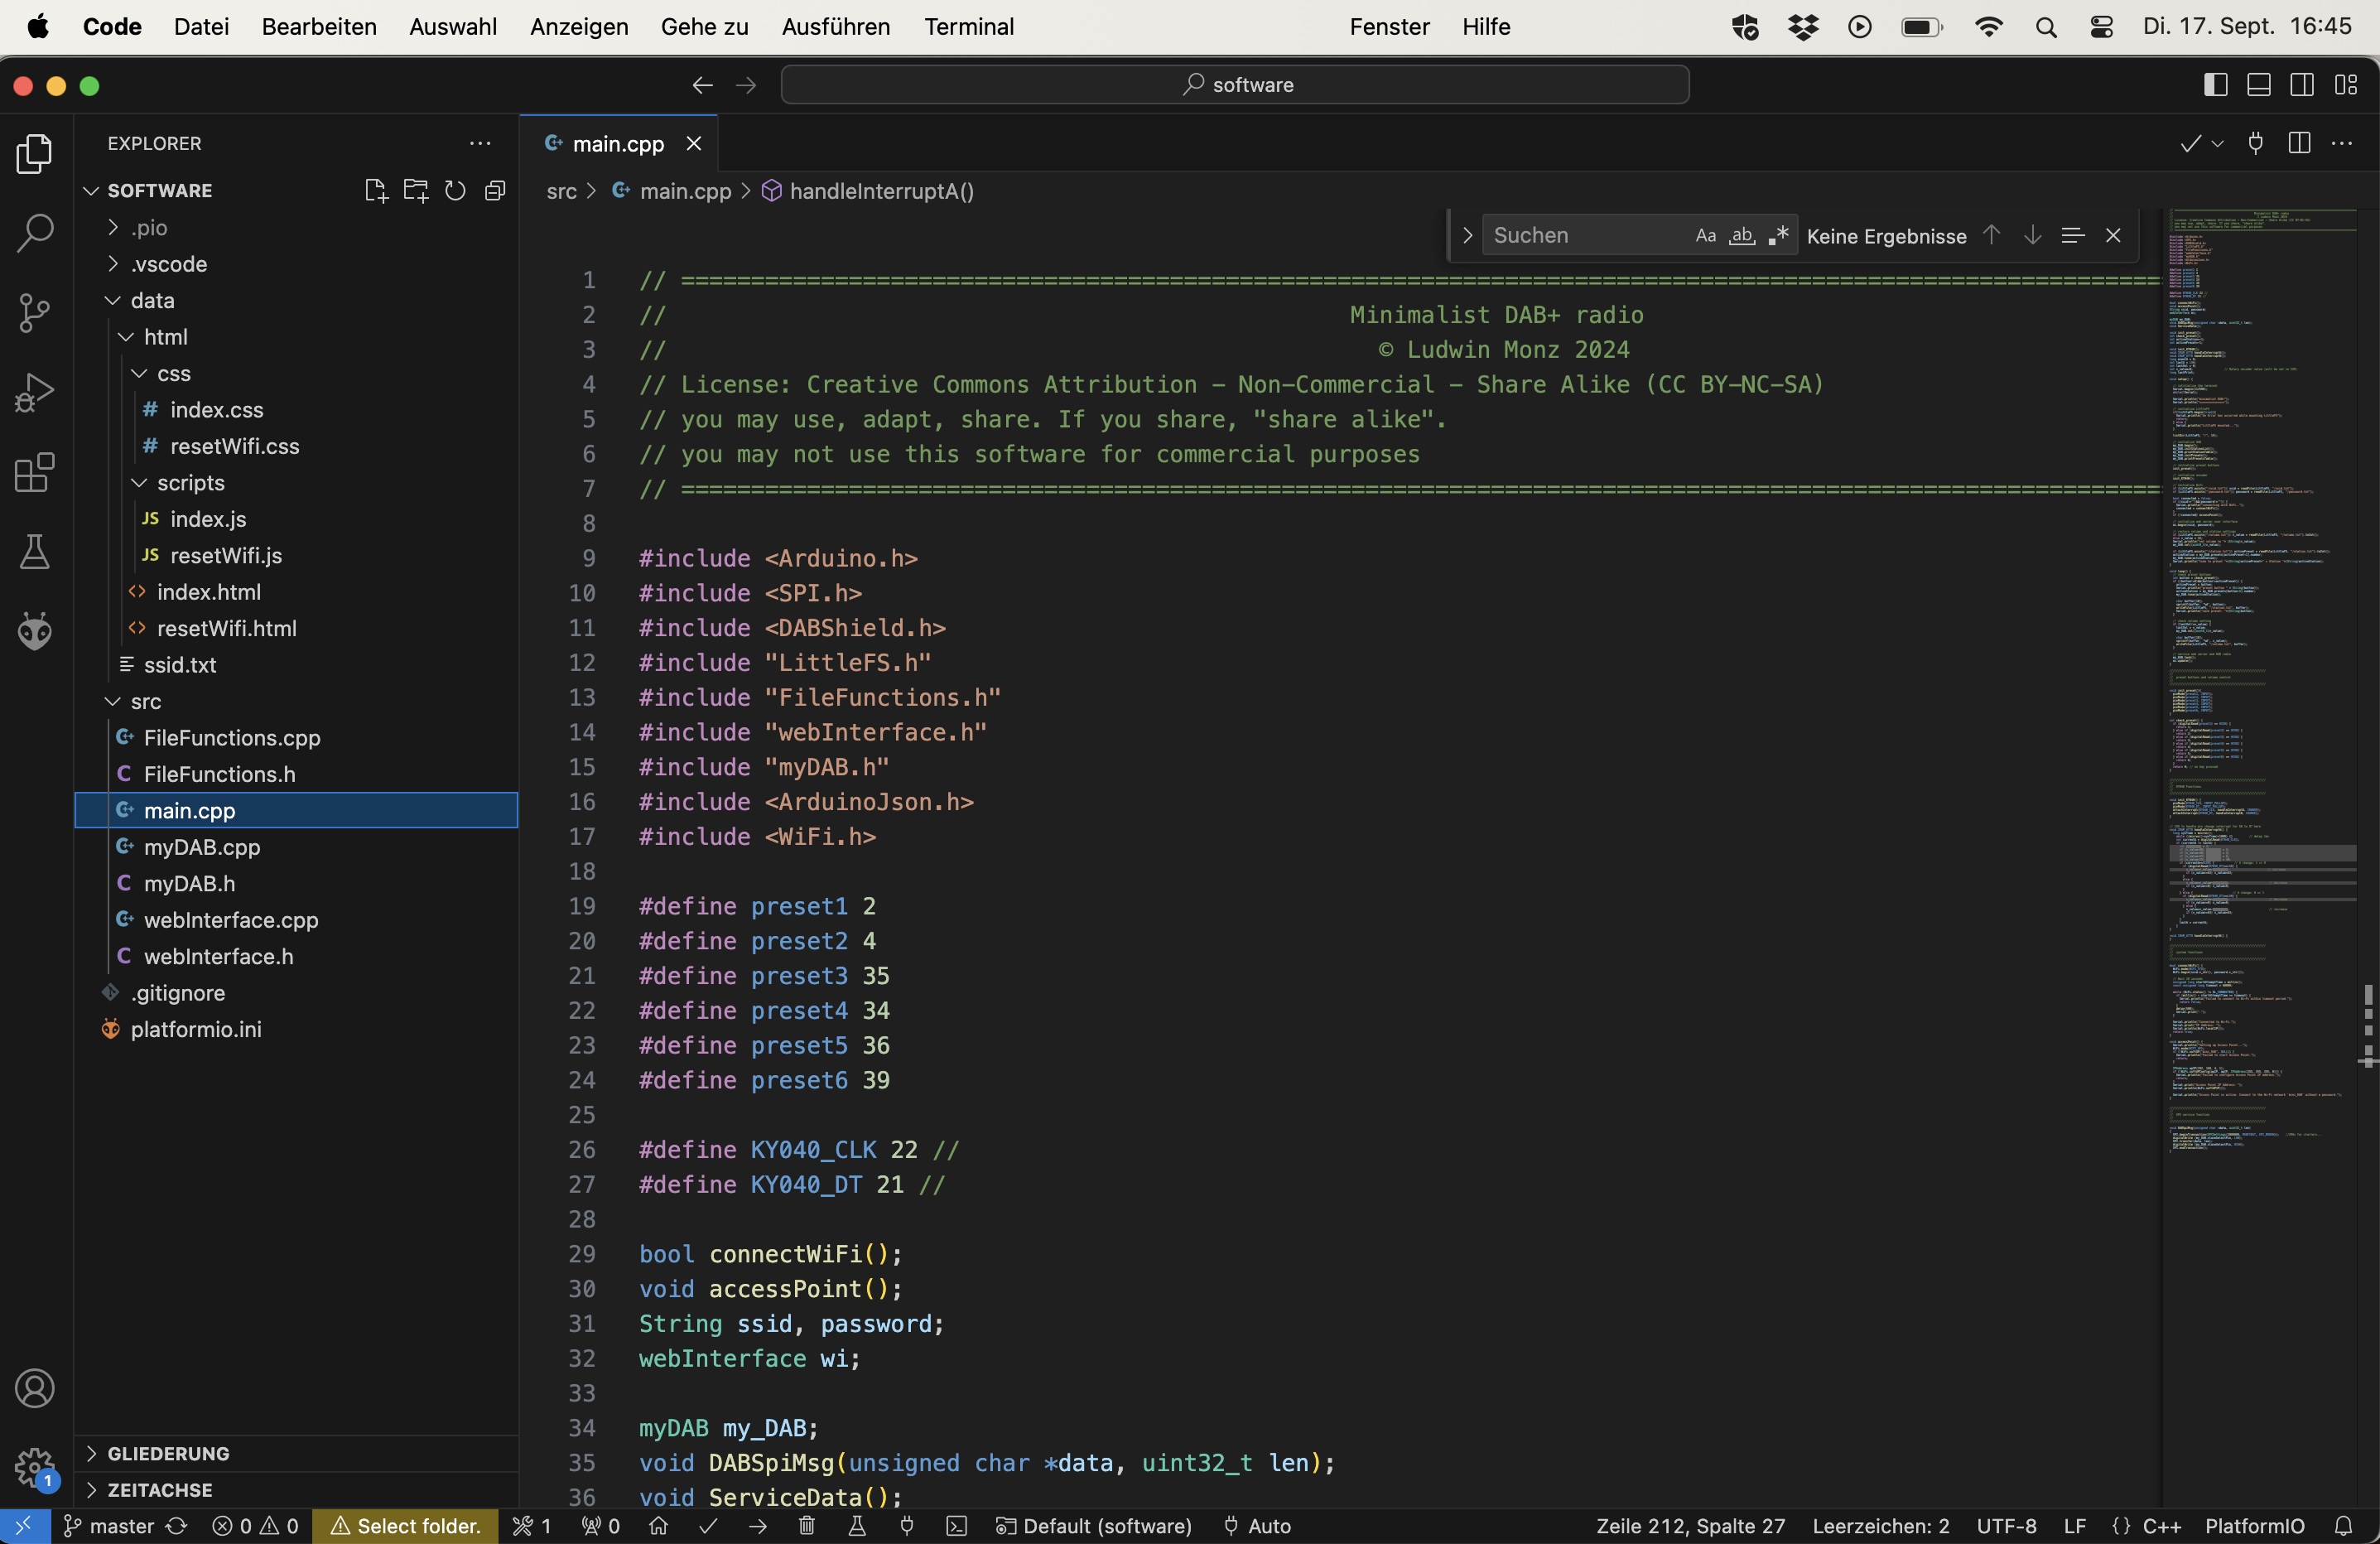 Code Datei Bearbeiten Auswahl Anzeigen Gehe zu Ausführen Terminal Fenster Hilfe Di. 17. Sept. 16:45
software
EXPLORER
SOFTWARE
.pio
.vscode
data
html
css
# index.css
# resetWifi.css
scripts
JS index.js
JS resetWifi.js
<> index.html
<> resetWifi.html
ssid.txt
src
FileFunctions.cpp
C FileFunctions.h
main.cpp
myDAB.cpp
C myDAB.h
webInterface.cpp
C webInterface.h
.gitignore
platformio.ini
GLIEDERUNG
ZEITACHSE
1
main.cpp
src > main.cpp > handleInterruptA()
Suchen Aa ab .* Keine Ergebnisse
1 // ==========================================================================================================
2 // Minimalist DAB+ radio
3 // © Ludwin Monz 2024
4 // License: Creative Commons Attribution - Non-Commercial - Share Alike (CC BY-NC-SA)
5 // you may use, adapt, share. If you share, "share alike".
6 // you may not use this software for commercial purposes
7 // ==========================================================================================================
8
9 #include <Arduino.h>
10 #include <SPI.h>
11 #include <DABShield.h>
12 #include "LittleFS.h"
13 #include "FileFunctions.h"
14 #include "webInterface.h"
15 #include "myDAB.h"
16 #include <ArduinoJson.h>
17 #include <WiFi.h>
18
19 #define preset1 2
20 #define preset2 4
21 #define preset3 35
22 #define preset4 34
23 #define preset5 36
24 #define preset6 39
25
26 #define KY040_CLK 22 //
27 #define KY040_DT 21 //
28
29 bool connectWiFi();
30 void accessPoint();
31 String ssid, password;
32 webInterface wi;
33
34 myDAB my_DAB;
35 void DABSpiMsg(unsigned char *data, uint32_t len);
36 void ServiceData();
master 0 0 Select folder. 1 0 Default (software) Auto Zeile 212, Spalte 27 Leerzeichen: 2 UTF-8 LF {} C++ PlatformIO